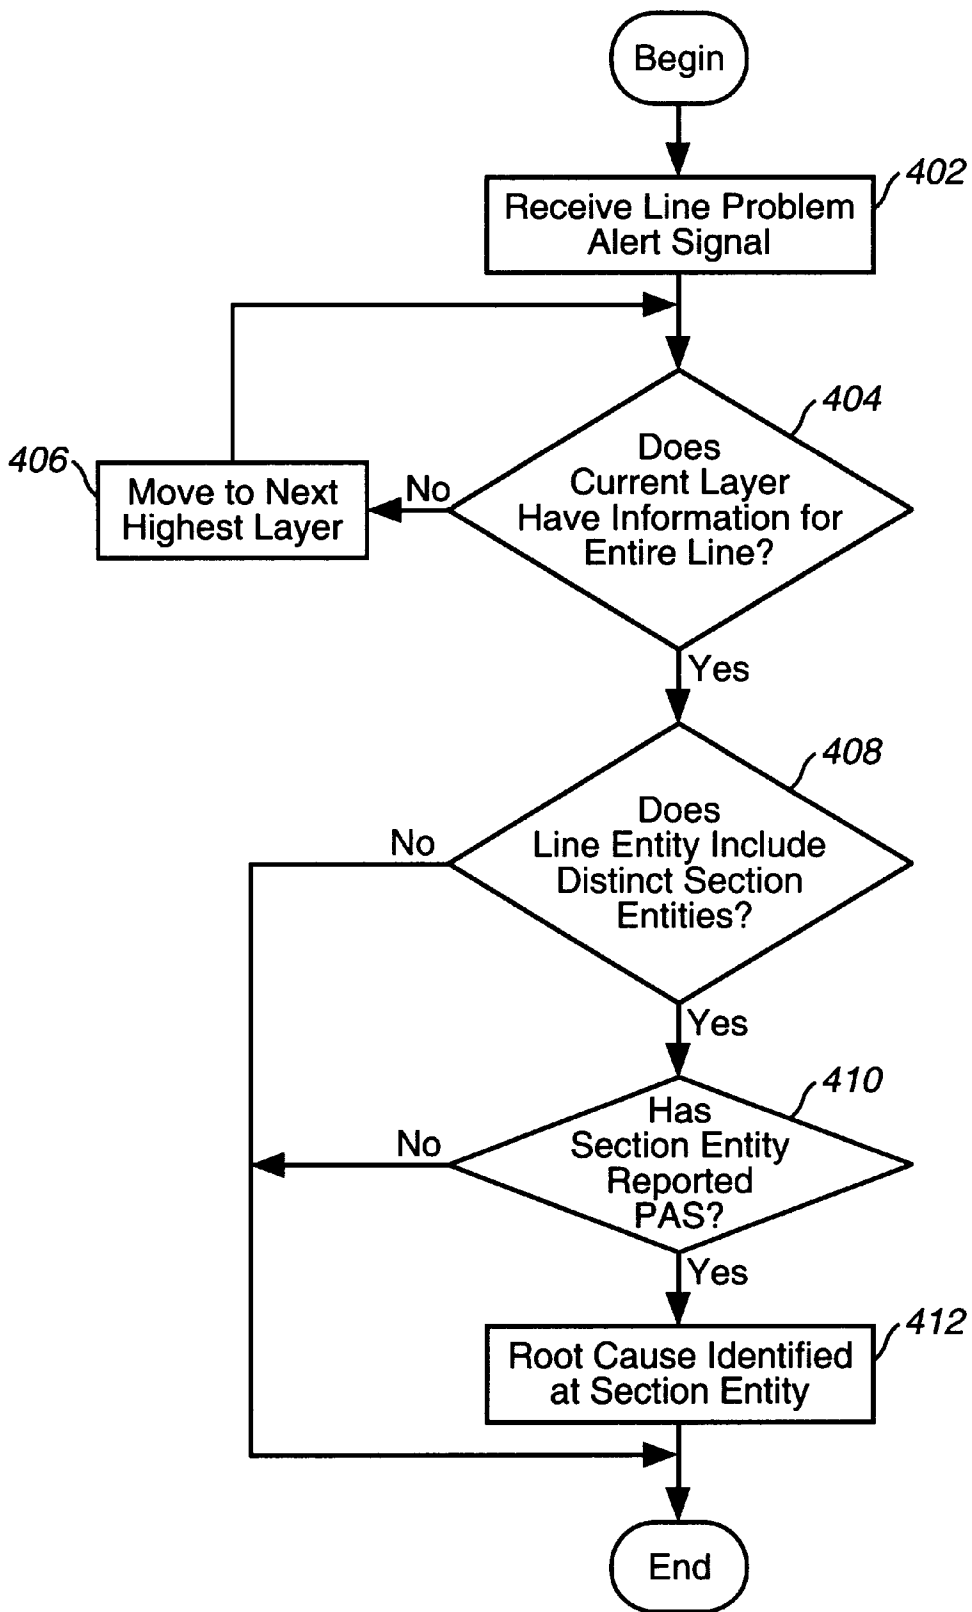 Begin
402
Receive Line Problem
Alert Signal
404
Does
Current Layer
Have Information for
Entire Line?
No
406
Move to Next
Highest Layer
Yes
408
Does
Line Entity Include
Distinct Section
Entities?
No
Yes
410
Has
Section Entity
Reported
PAS?
No
Yes
412
Root Cause Identified
at Section Entity
End